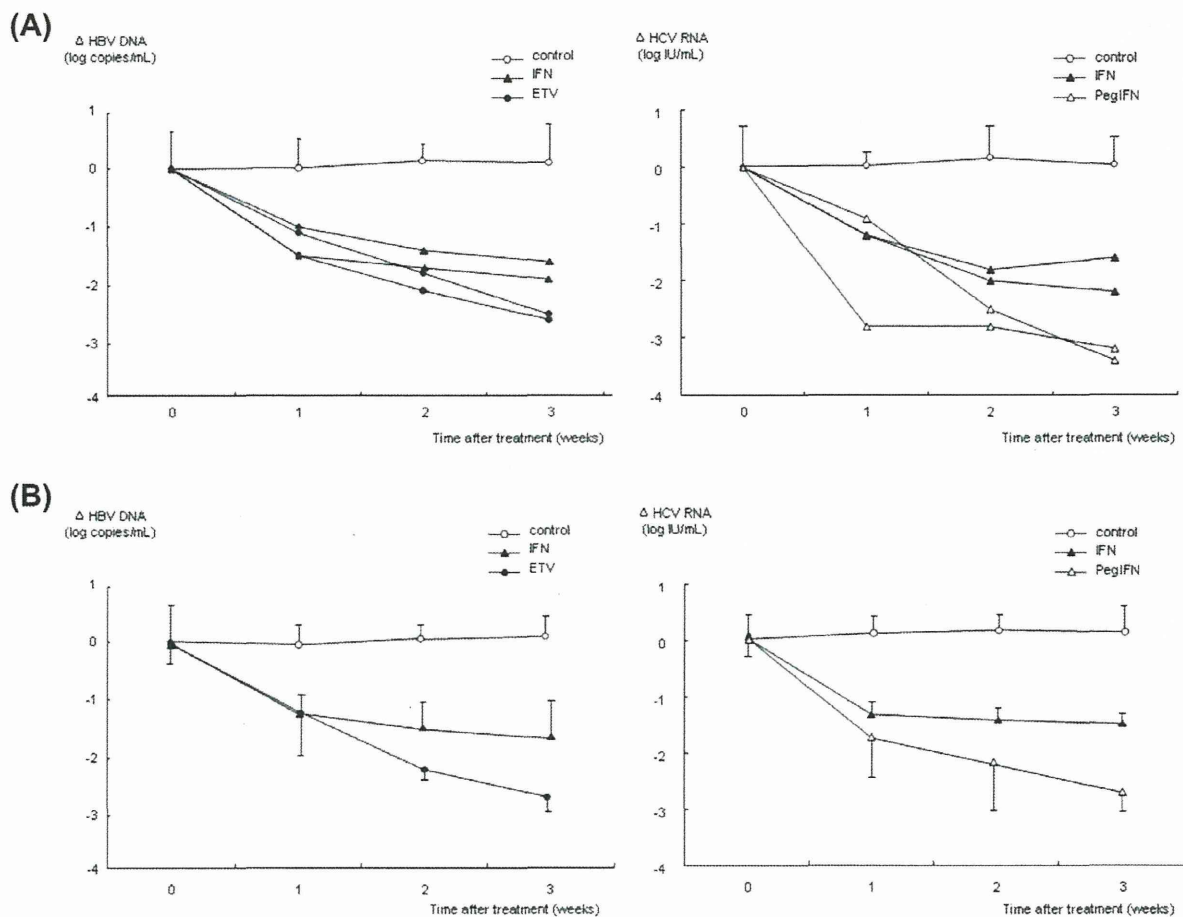 (A)
Δ HBV DNA
(log copies/mL)
control
IFN
ETV
1
0
-1
-2
-3
-4
0 1 2 3
Time after treatment (weeks)
Δ HCV RNA
(log IU/mL)
control
IFN
PegIFN
1
0
-1
-2
-3
-4
0 1 2 3
Time after treatment (weeks)
(B)
Δ HBV DNA
(log copies/mL)
control
IFN
ETV
1
0
-1
-2
-3
-4
0 1 2 3
Time after treatment (weeks)
Δ HCV RNA
(log IU/mL)
control
IFN
PegIFN
1
0
-1
-2
-3
-4
0 1 2 3
Time after treatment (weeks)